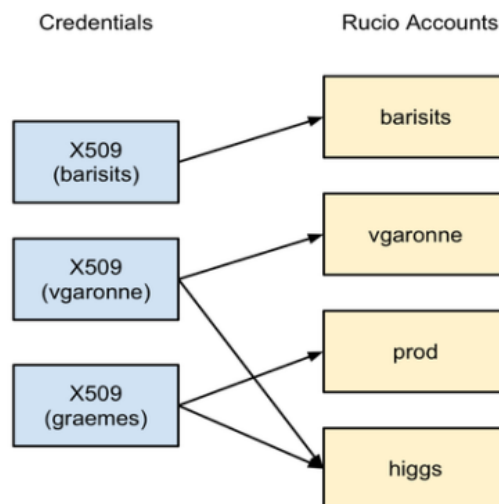 Credentials
Rucio Accounts
X509
(barisits)
X509
(vgaronne)
X509
(graemes)
barisits
vgaronne
prod
higgs